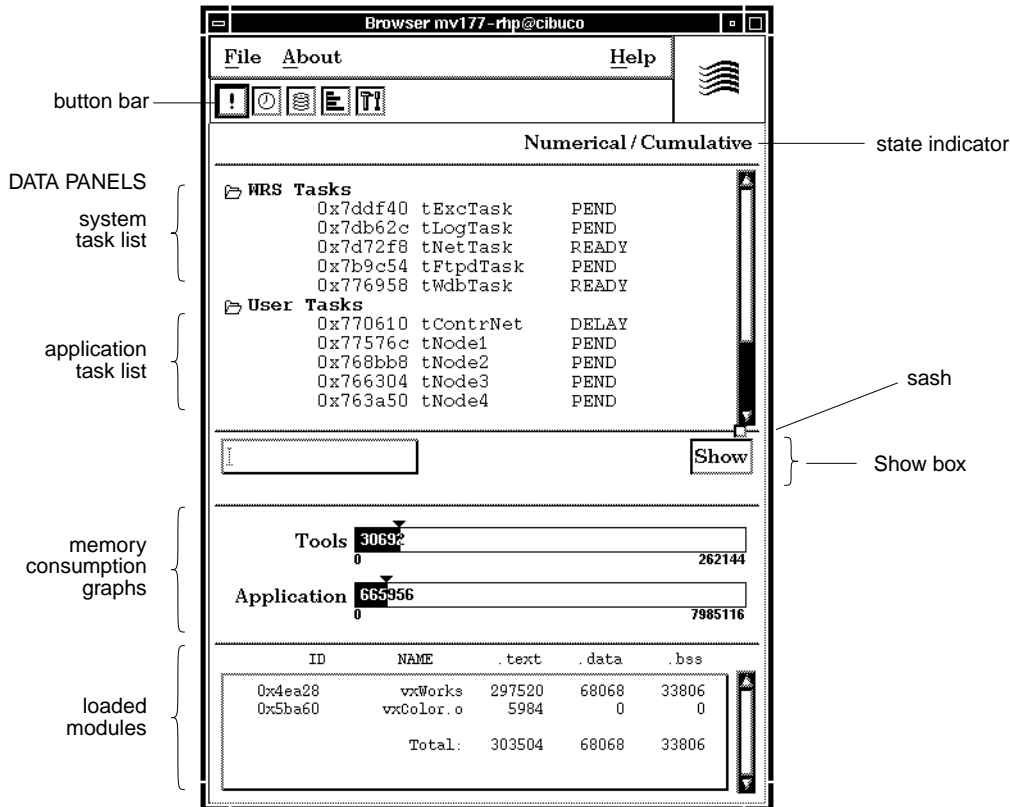 Browser mv177-rhp@cibuco
File About Help
button bar
Numerical / Cumulative
state indicator
DATA PANELS
system
task list
WRS Tasks
0x7ddf40 tExcTask PEND
0x7db62c tLogTask PEND
0x7d72f8 tNetTask READY
0x7b9c54 tFtpdTask PEND
0x776958 tWdbTask READY
application
task list
User Tasks
0x770610 tContrNet DELAY
0x77576c tNode1 PEND
0x768bb8 tNode2 PEND
0x766304 tNode3 PEND
0x763a50 tNode4 PEND
sash
Show
Show box
memory
consumption
graphs
Tools 30692
0 262144
Application 665956
0 7985116
loaded
modules
ID NAME .text .data .bss
0x4ea28 vxWorks 297520 68068 33806
0x5ba60 vxColor.o 5984 0 0
Total: 303504 68068 33806